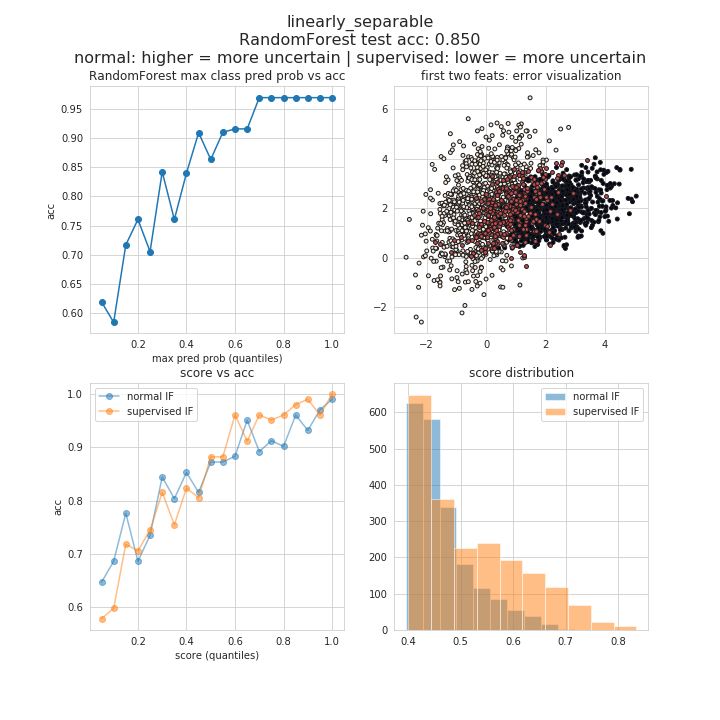 linearly_separable
RandomForest test acc: 0.850
normal: higher = more uncertain | supervised: lower = more uncertain
RandomForest max class pred prob vs acc
0.95
0.90
0.85
0.80
0.75
0.70
0.65
0.60
acc
0.2 0.4 0.6 0.8 1.0
max pred prob (quantiles)
first two feats: error visualization
6
4
2
0
−2
−2 0 2 4
score vs acc
normal IF
supervised IF
1.0
0.9
0.8
0.7
0.6
acc
0.2 0.4 0.6 0.8 1.0
score (quantiles)
score distribution
normal IF
supervised IF
600
500
400
300
200
100
0
0.4 0.5 0.6 0.7 0.8